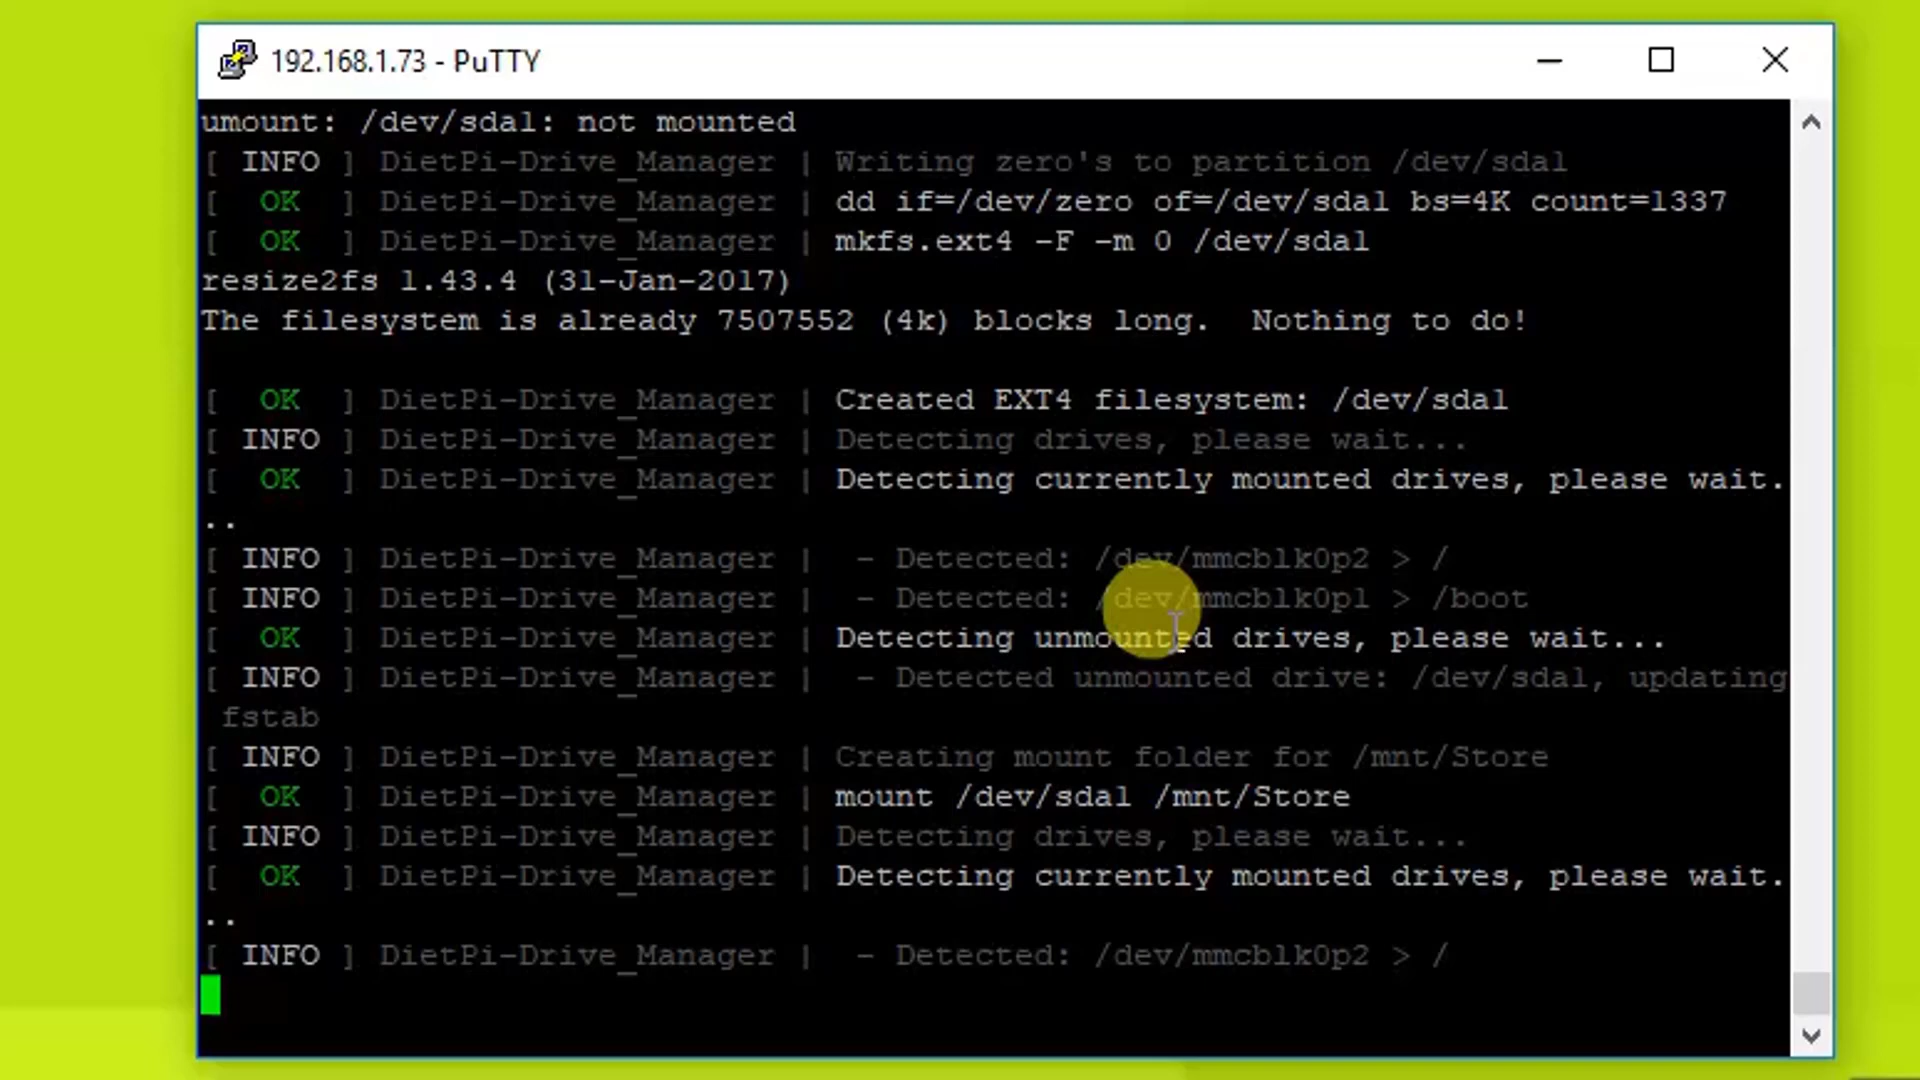 192.168.1.73 - PuTTY
umount: /dev/sda1: not mounted
[ INFO ] DietPi-Drive_Manager | Writing zero's to partition /dev/sda1
[  OK  ] DietPi-Drive_Manager | dd if=/dev/zero of=/dev/sda1 bs=4K count=1337
[  OK  ] DietPi-Drive_Manager | mkfs.ext4 -F -m 0 /dev/sda1
resize2fs 1.43.4 (31-Jan-2017)
The filesystem is already 7507552 (4k) blocks long.  Nothing to do!
[  OK  ] DietPi-Drive_Manager | Created EXT4 filesystem: /dev/sda1
[ INFO ] DietPi-Drive_Manager | Detecting drives, please wait...
[  OK  ] DietPi-Drive_Manager | Detecting currently mounted drives, please wait.
..
[ INFO ] DietPi-Drive_Manager |  - Detected: /dev/mmcblk0p2 > /
[ INFO ] DietPi-Drive_Manager |  - Detected: /dev/mmcblk0p1 > /boot
[  OK  ] DietPi-Drive_Manager | Detecting unmounted drives, please wait...
[ INFO ] DietPi-Drive_Manager |  - Detected unmounted drive: /dev/sda1, updating
 fstab
[ INFO ] DietPi-Drive_Manager | Creating mount folder for /mnt/Store
[  OK  ] DietPi-Drive_Manager | mount /dev/sda1 /mnt/Store
[ INFO ] DietPi-Drive_Manager | Detecting drives, please wait...
[  OK  ] DietPi-Drive_Manager | Detecting currently mounted drives, please wait.
..
[ INFO ] DietPi-Drive_Manager |  - Detected: /dev/mmcblk0p2 > /